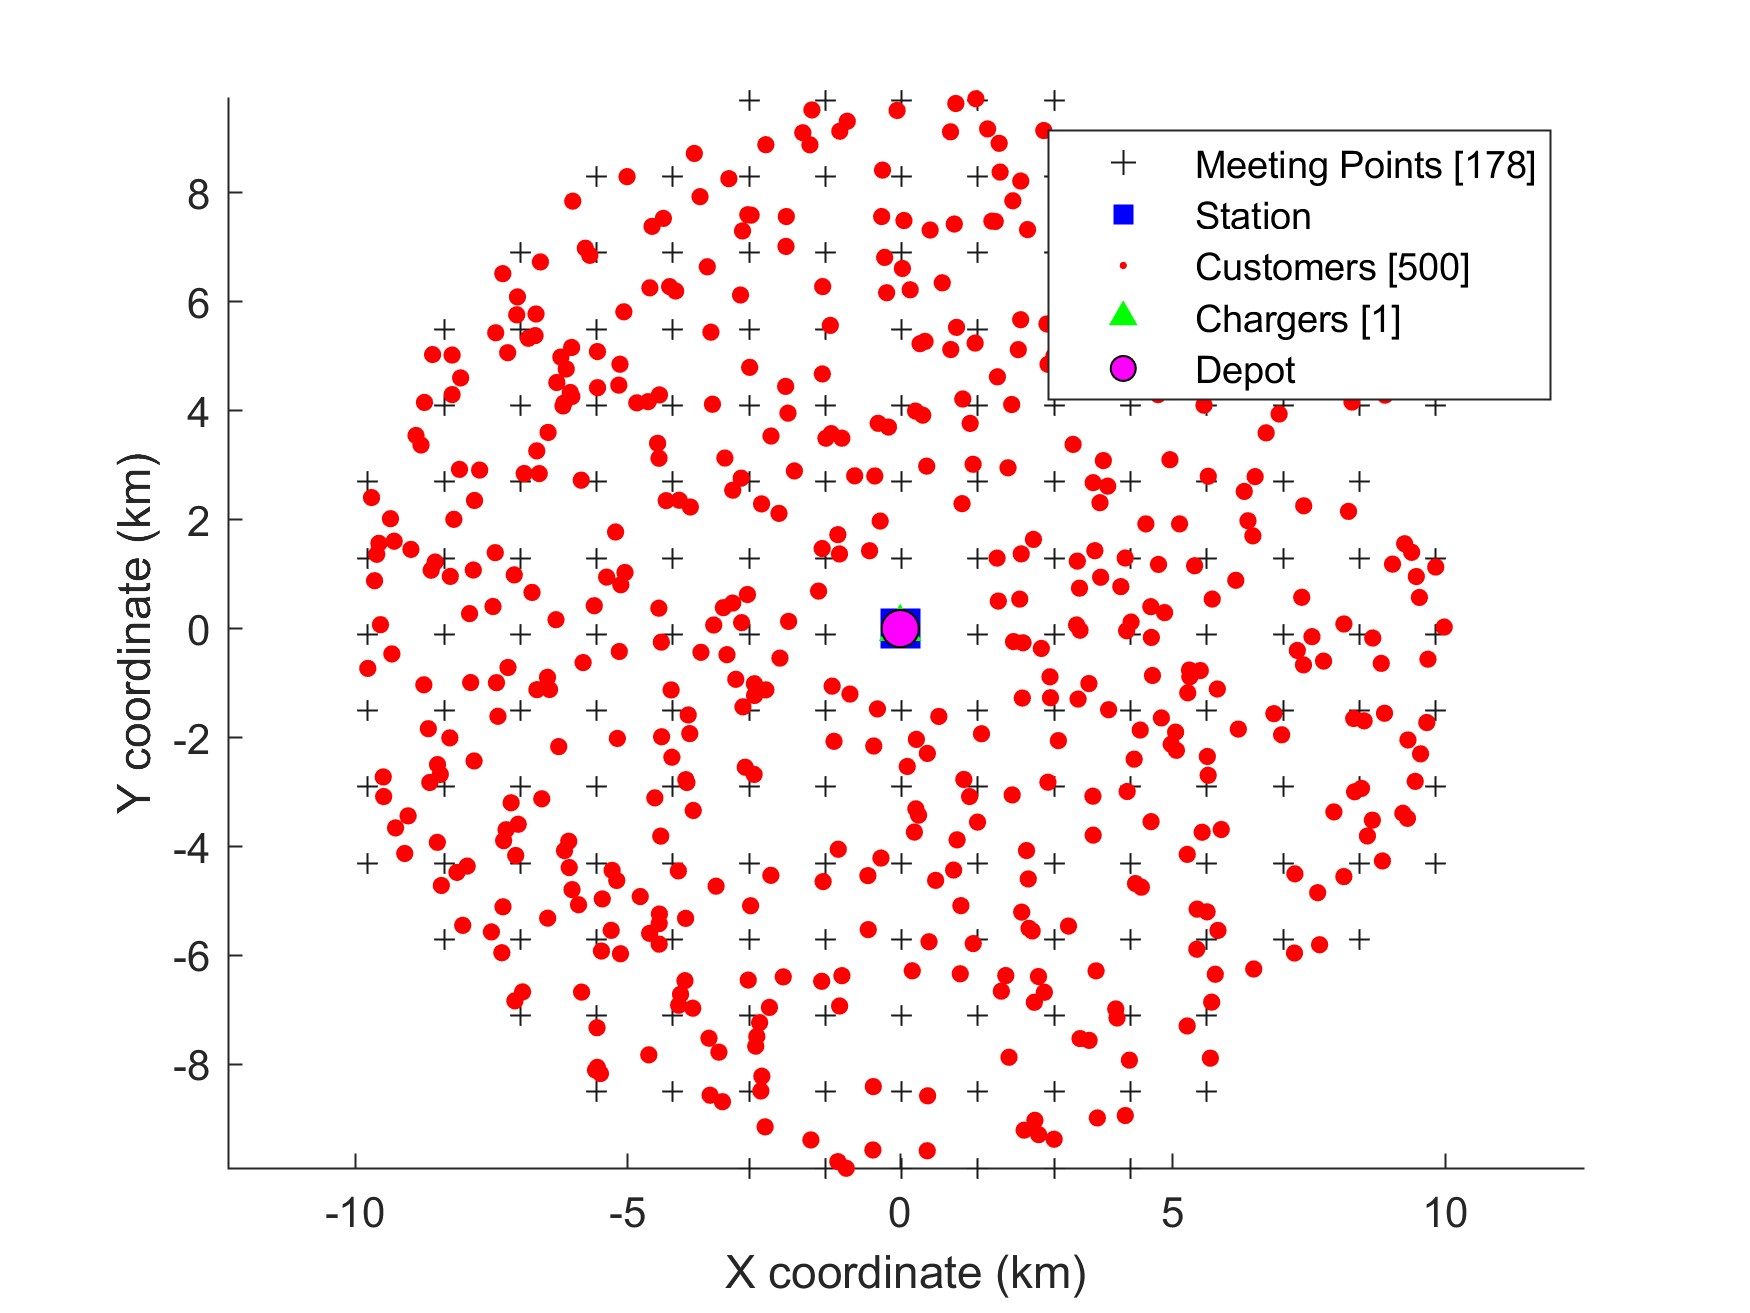 Meeting Points [178]
Station
Customers [500]
Chargers [1]
Depot
8
6
4
2
0
-2
-4
-6
-8
Y coordinate (km)
-10
-5
0
5
10
X coordinate (km)